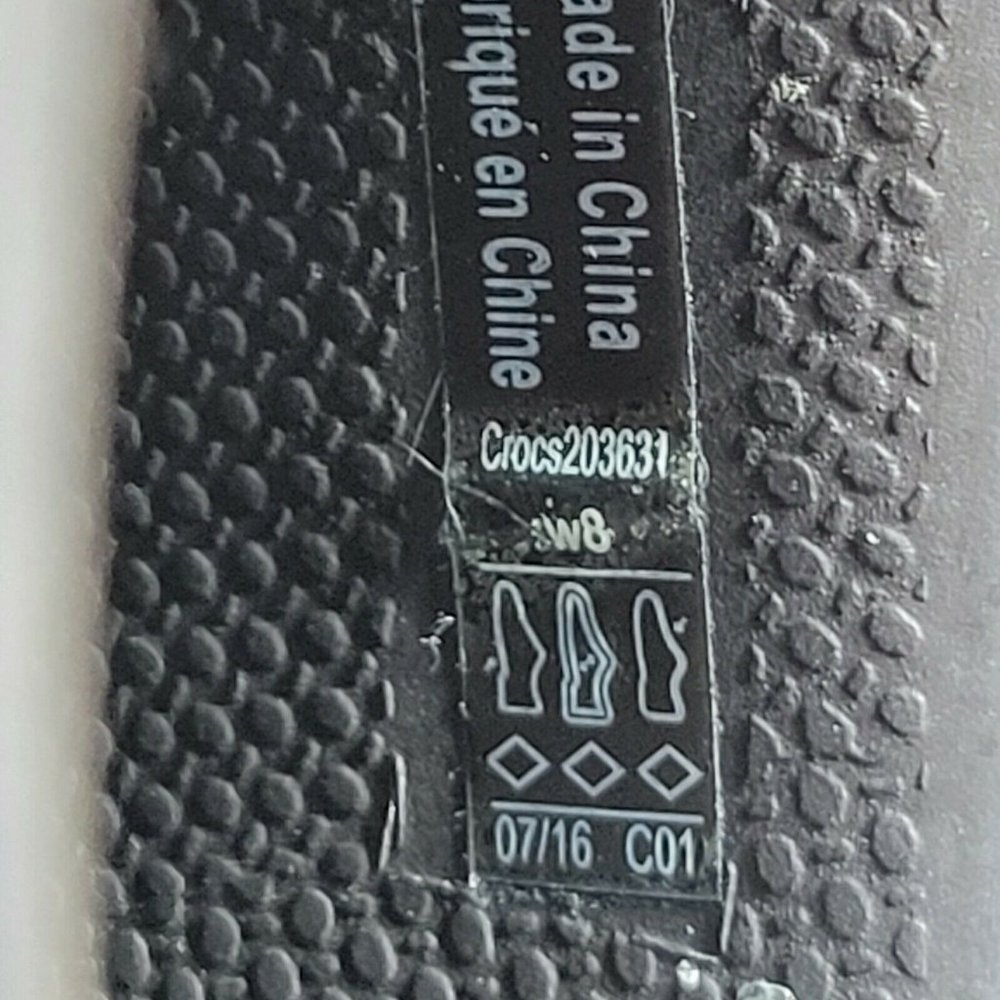 ade in China
riqué en Chine
Crocs203631
w8
07/16 C01